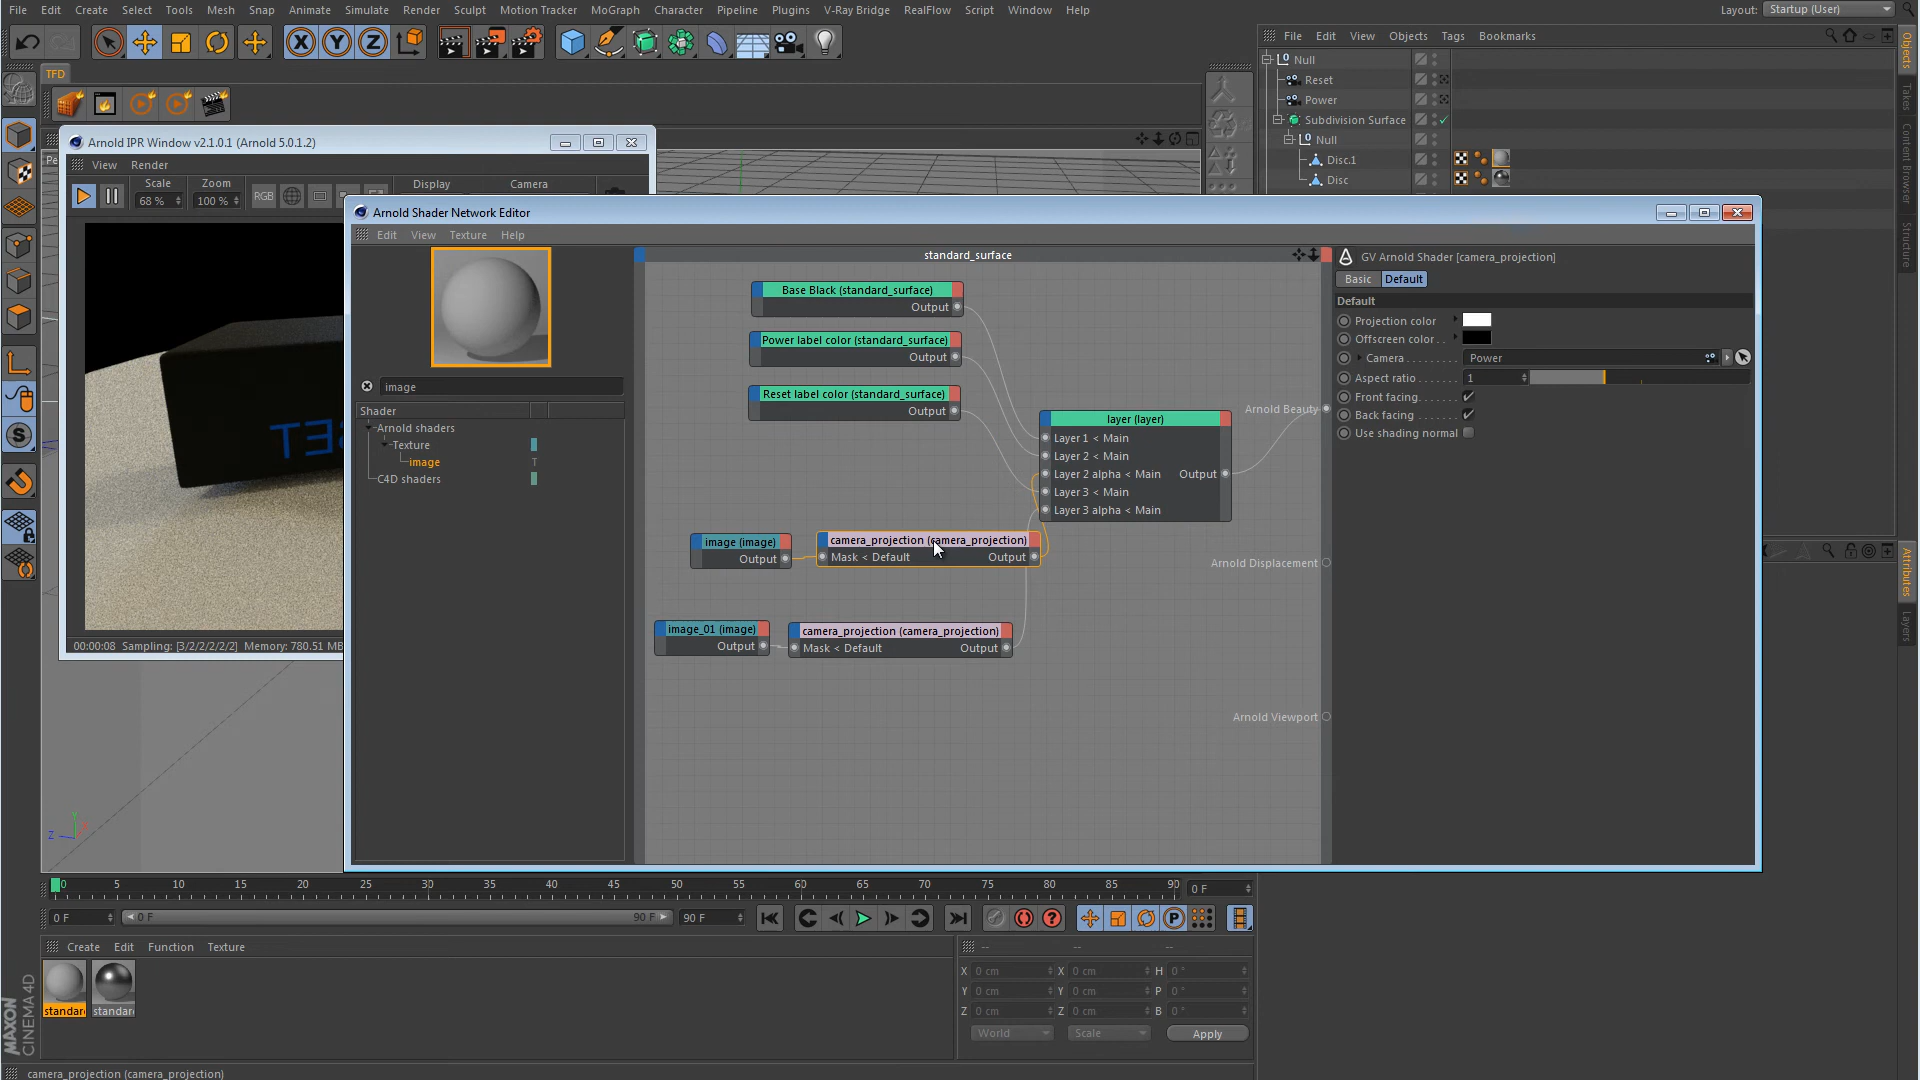 File Edit Create Select Tools Mesh Snap Animate Simulate Render Sculpt Motion Tracker MoGraph Character Pipeline Plugins V-Ray Bridge RealFlow Script Window Help
Layout: Startup (User)
File Edit View Objects Tags Bookmarks
TFD
Null
Reset
Power
Subdivision Surface
Null
Disc.1
Disc
Objects
Takes
Content Browser
Structure
Attributes
Layers
Arnold IPR Window v2.1.0.1 (Arnold 5.0.1.2)
View Render
Scale Zoom Display Camera
68 % 100 % RGB
00:00:08 Sampling: [3/2/2/2/2/2] Memory: 780.51 MB
Arnold Shader Network Editor
Edit View Texture Help
image
Shader
Arnold shaders
Texture
image T
C4D shaders
standard_surface
Base Black (standard_surface)
Output
Power label color (standard_surface)
Output
Reset label color (standard_surface)
Output
layer (layer)
Layer 1 < Main
Layer 2 < Main
Layer 2 alpha < Main Output
Layer 3 < Main
Layer 3 alpha < Main
image (image)
Output
camera_projection (camera_projection)
Mask < Default Output
image_01 (image)
Output
camera_projection (camera_projection)
Mask < Default Output
Arnold Beauty
Arnold Displacement
Arnold Viewport
GV Arnold Shader [camera_projection]
Basic Default
Default
Projection color
Offscreen color . .
Camera . . . . . . . . Power
Aspect ratio . . . . . . 1
Front facing. . . . . .
Back facing . . . . . .
Use shading normal
0 5 10 15 20 25 30 35 40 45 50 55 60 65 70 75 80 85 90 0 F
0 F 0 F 90 F 90 F
Create Edit Function Texture
standar
standar
-- -- --
X 0 cm X 0 cm H 0 °
Y 0 cm Y 0 cm P 0 °
Z 0 cm Z 0 cm B 0 °
World Scale Apply
MAXON
CINEMA 4D
camera_projection (camera_projection)
Y
Z